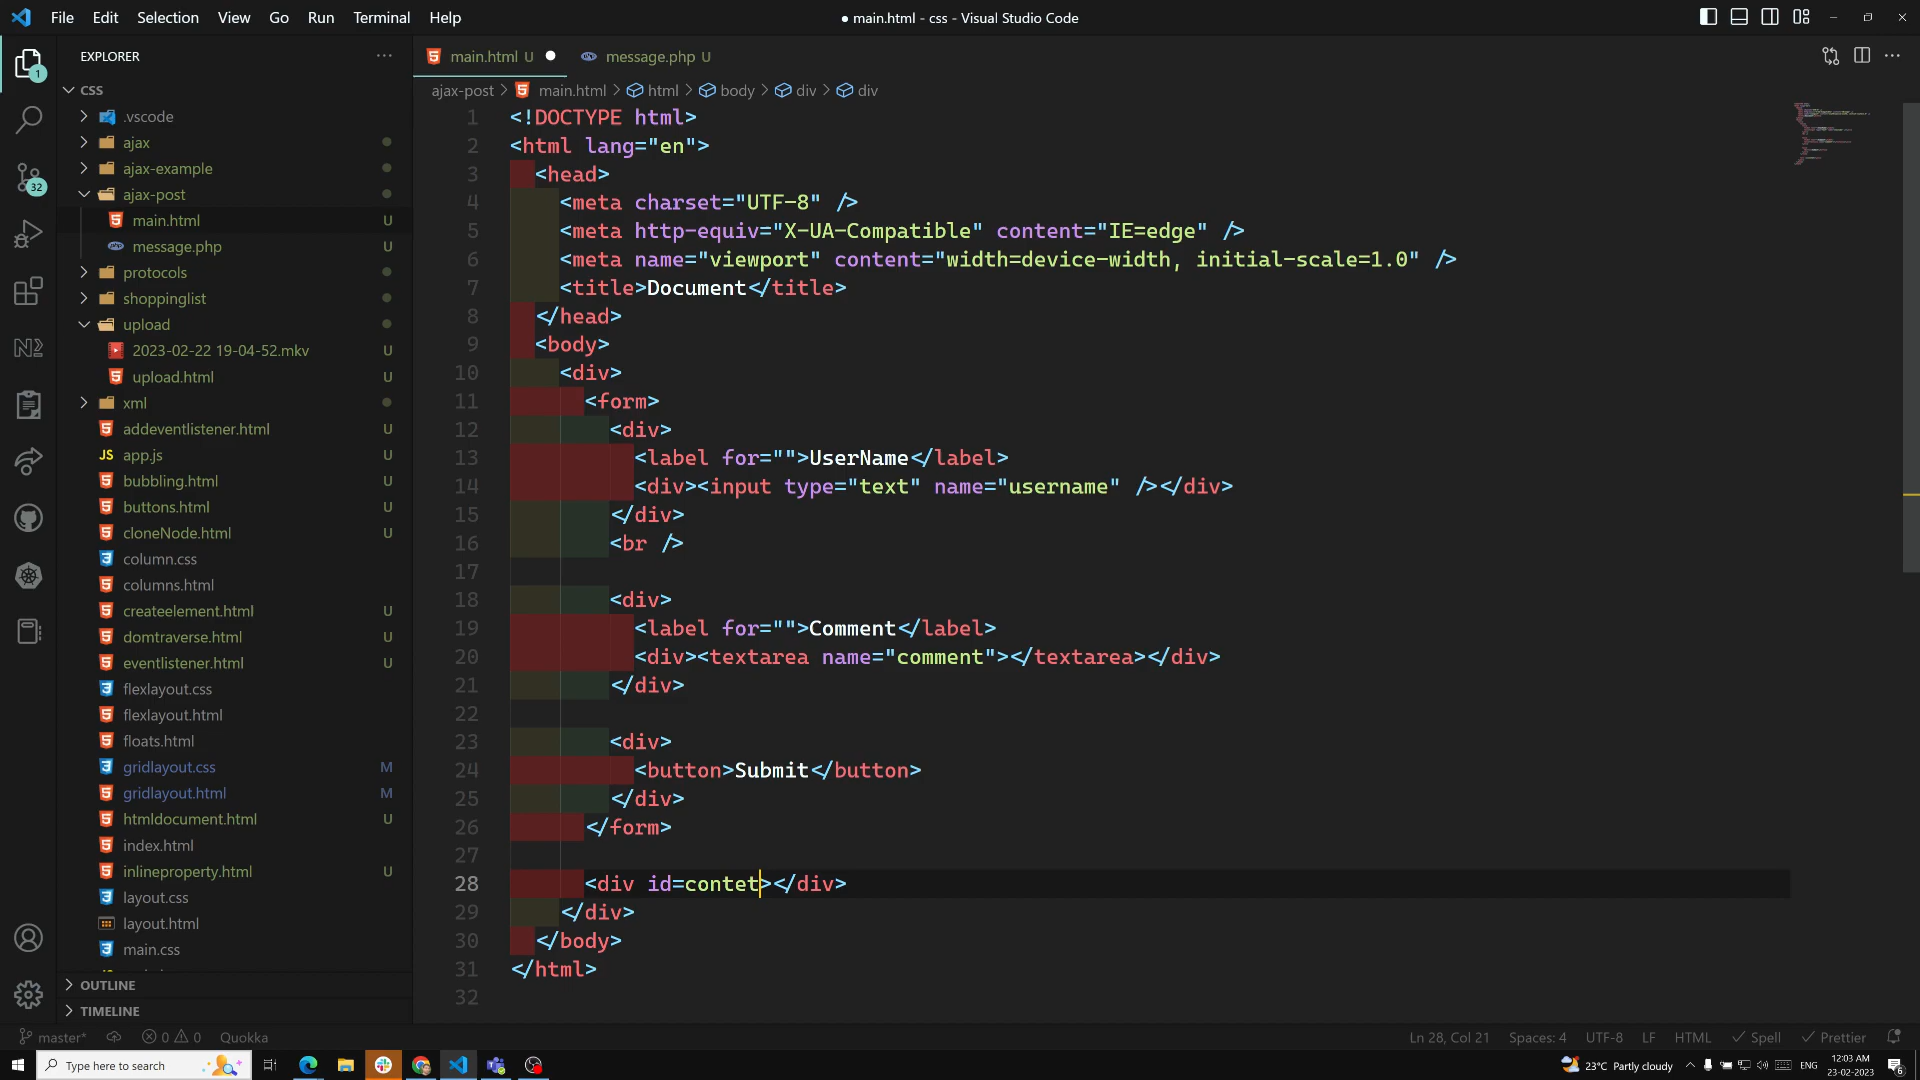 File Edit Selection View Go Run Terminal Help
● main.html - css - Visual Studio Code
EXPLORER
main.html U
message.php U
ajax-post > main.html > html > body > div > div
CSS
.vscode
ajax
ajax-example
ajax-post
main.html U
message.php U
protocols
shoppinglist
upload
2023-02-22 19-04-52.mkv U
upload.html U
xml
addeventlistener.html U
JS app.js U
bubbling.html U
buttons.html U
cloneNode.html U
column.css
columns.html
createelement.html U
domtraverse.html U
eventlistener.html U
flexlayout.css
flexlayout.html
floats.html
gridlayout.css M
gridlayout.html M
htmldocument.html U
index.html
inlineproperty.html U
layout.css
layout.html
main.css
OUTLINE
TIMELINE
1 <!DOCTYPE html>
2 <html lang="en">
3 <head>
4 <meta charset="UTF-8" />
5 <meta http-equiv="X-UA-Compatible" content="IE=edge" />
6 <meta name="viewport" content="width=device-width, initial-scale=1.0" />
7 <title>Document</title>
8 </head>
9 <body>
10 <div>
11 <form>
12 <div>
13 <label for="">UserName</label>
14 <div><input type="text" name="username" /></div>
15 </div>
16 <br />
17
18 <div>
19 <label for="">Comment</label>
20 <div><textarea name="comment"></textarea></div>
21 </div>
22
23 <div>
24 <button>Submit</button>
25 </div>
26 </form>
27
28 <div id=contet></div>
29 </div>
30 </body>
31 </html>
32
1
32
master* 0 0 Quokka
Ln 28, Col 21 Spaces: 4 UTF-8 LF HTML Spell Prettier
Type here to search
23°C Partly cloudy
ENG
12:03 AM
23-02-2023
6